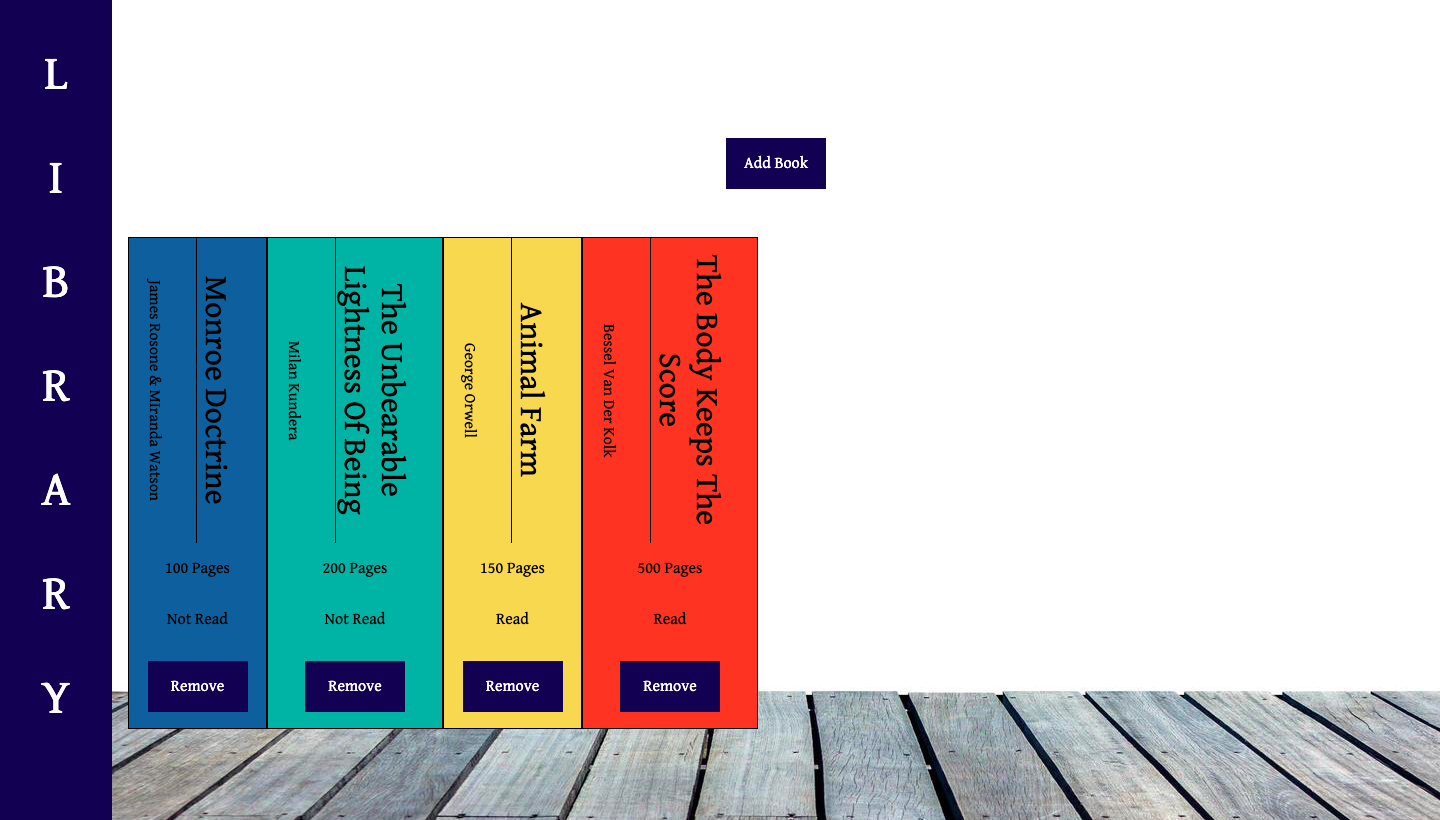 L
I
B
R
A
R
Y
Add Book
James Rosone & MIranda Watson
Monroe Doctrine
100 Pages
Not Read
Remove
Milan Kundera
The Unbearable
Lightness Of Being
200 Pages
Not Read
Remove
George Orwell
Animal Farm
150 Pages
Read
Remove
Bessel Van Der Kolk
The Body Keeps The
Score
500 Pages
Read
Remove